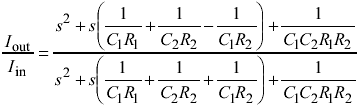 I_out / I_in = (s² + s(1/(C₁R₁) + 1/(C₂R₂) − 1/(C₁R₂)) + 1/(C₁C₂R₁R₂)) / (s² + s(1/(C₁R₁) + 1/(C₂R₂) + 1/(C₁R₂)) + 1/(C₁C₂R₁R₂))